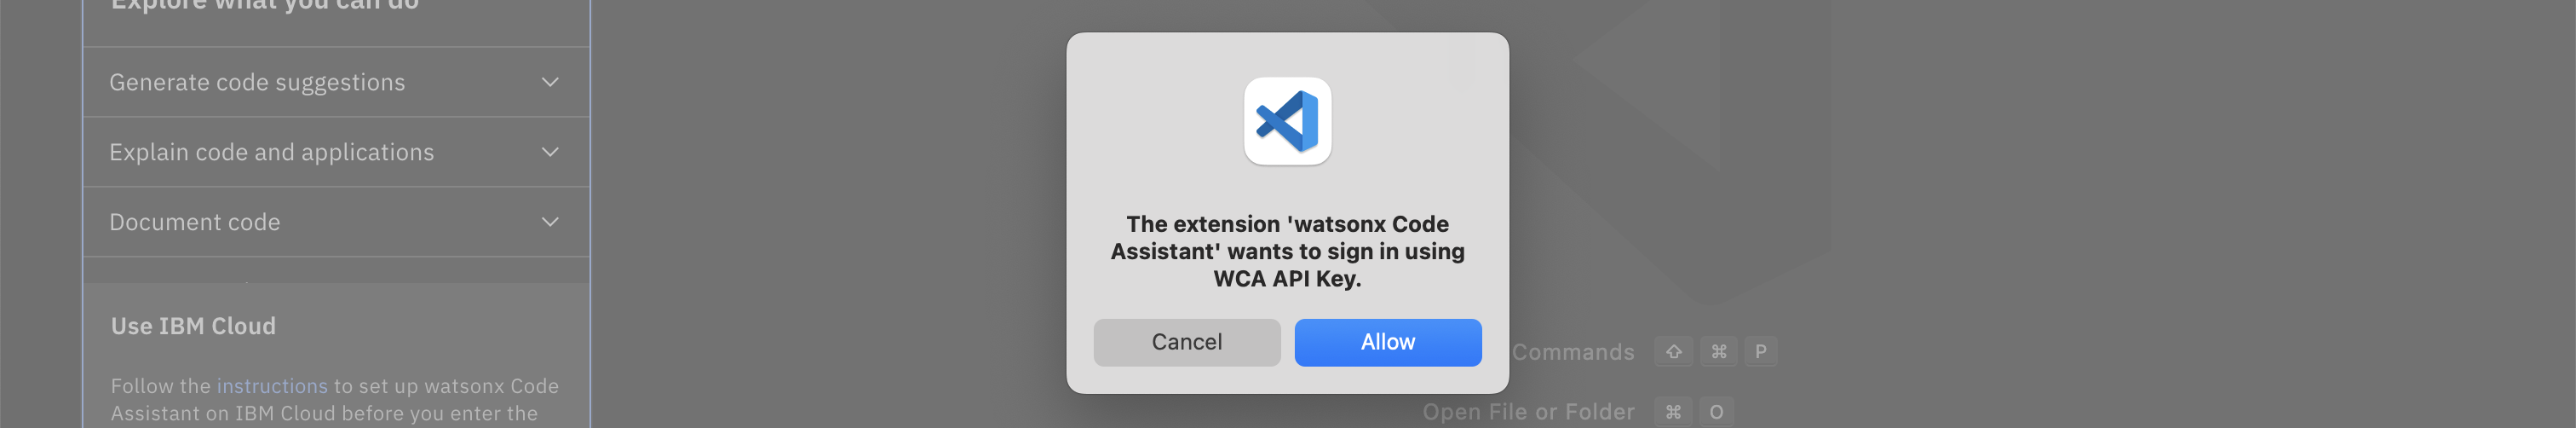 Explore what you can do
Generate code suggestions
Explain code and applications
Document code
Use IBM Cloud
Follow the instructions to set up watsonx Code
Assistant on IBM Cloud before you enter the
The extension 'watsonx Code
Assistant' wants to sign in using
WCA API Key.
Cancel
Allow
Commands ⇧ ⌘ P
Open File or Folder ⌘ O